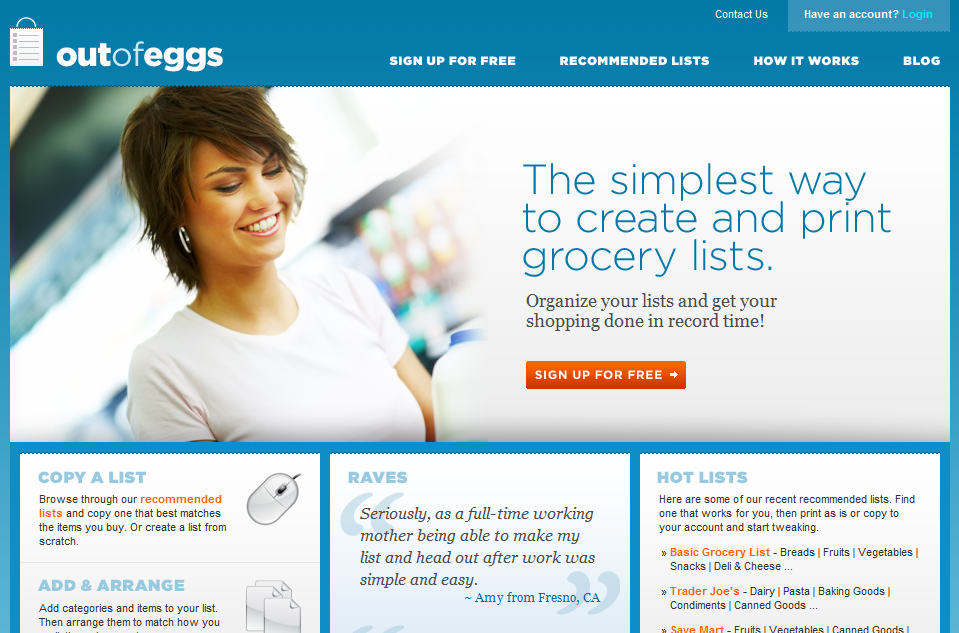 Contact Us
Have an account? Login
outofeggs
SIGN UP FOR FREE
RECOMMENDED LISTS
HOW IT WORKS
BLOG
The simplest way
to create and print
grocery lists.
Organize your lists and get your
shopping done in record time!
SIGN UP FOR FREE
COPY A LIST
Browse through our recommended
lists and copy one that best matches
the items you buy. Or create a list from
scratch.
ADD & ARRANGE
Add categories and items to your list.
Then arrange them to match how you
RAVES
“
Seriously, as a full-time working
mother being able to make my
list and head out after work was
simple and easy.
”
~ Amy from Fresno, CA
HOT LISTS
Here are some of our recent recommended lists. Find
one that works for you, then print as is or copy to
your account and start tweaking.
» Basic Grocery List - Breads | Fruits | Vegetables |
Snacks | Deli & Cheese ...
» Trader Joe's - Dairy | Pasta | Baking Goods |
Condiments | Canned Goods ...
» Save Mart - Fruits | Vegetables | Canned Goods |